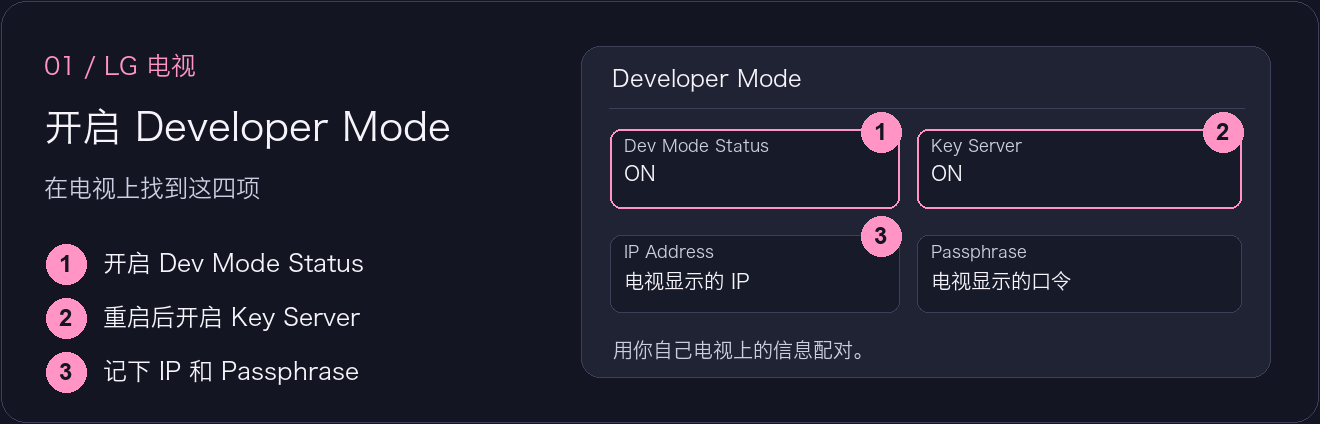 01 / LG 电视
开启 Developer Mode
在电视上找到这四项
1 开启 Dev Mode Status
2 重启后开启 Key Server
3 记下 IP 和 Passphrase
Developer Mode
1
Dev Mode Status
ON
2
Key Server
ON
3
IP Address
电视显示的 IP
Passphrase
电视显示的口令
用你自己电视上的信息配对。